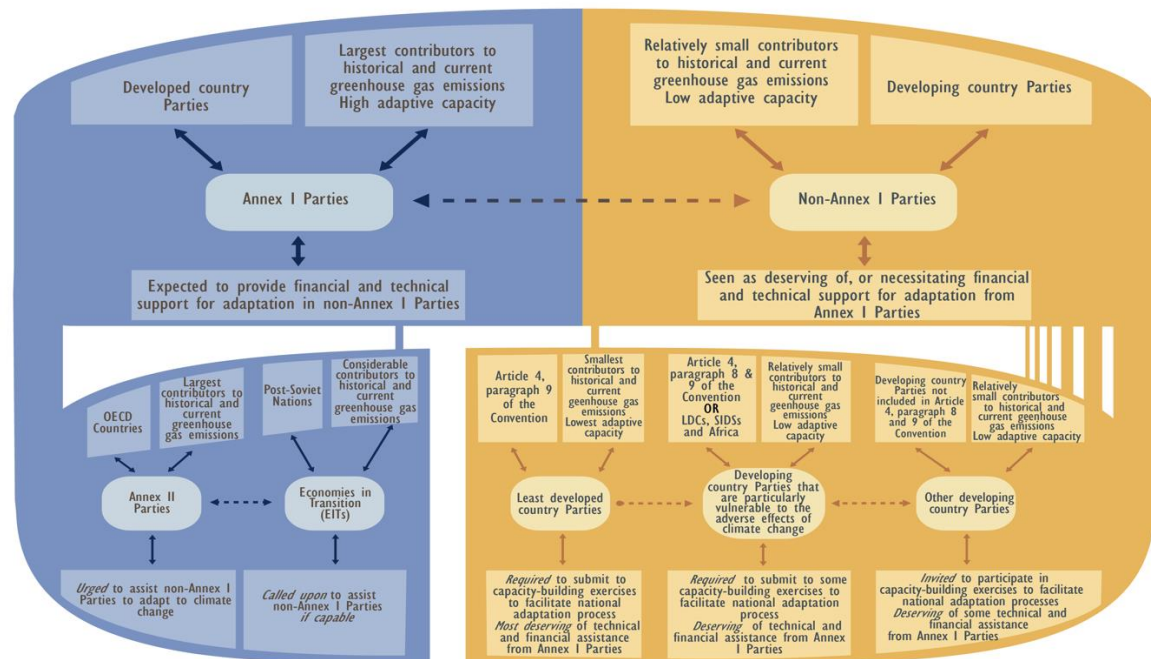 Developed country
Parties
Largest contributors to
historical and current
greenhouse gas emissions
High adaptive capacity
Relatively small contributors
to historical and current
greenhouse gas emissions
Low adaptive capacity
Developing country Parties
Annex I Parties
Non-Annex I Parties
Expected to provide financial and technical
support for adaptation in non-Annex I Parties
Seen as deserving of, or necessitating financial
and technical support for adaptation from
Annex I Parties
OECD
Countries
Largest
contributors to
historical and current
greenhouse gas
emissions
Post-Soviet
Nations
Considerable
contributors to
historical and
current
greenhouse gas
emissions
Article 4,
paragraph 9
of the
Convention
Smallest
contributors to
historical and
current
greenhouse gas
emissions
Lowest adaptive
capacity
Article 4,
paragraph 8 &
9 of the
Convention
OR
LDCs, SIDSs
and Africa
Relatively small
contributors to
historical and
current
greenhouse gas
emissions
Low adaptive
capacity
Developing country
Parties not
included in Article
4, paragraph 8
and 9 of the
Convention
Relatively
small contributors
to historical and
current greenhouse
gas emissions
Low adaptive capacity
Annex II
Parties
Economies in
Transition
(EITs)
Least developed
country Parties
Developing
country Parties that
are particularly
vulnerable to the
adverse effects of
climate change
Other developing
country Parties
Urged to assist non-Annex I
Parties to adapt to climate
change
Called upon to assist
non-Annex I Parties
if capable
Required to submit to
capacity-building exercises
to facilitate national
adaptation process
Most deserving of technical
and financial assistance
from Annex I Parties
Required to submit to some
capacity-building exercises to
facilitate national adaptation
process
Deserving of technical and
financial assistance from Annex
I Parties
Invited to participate in
capacity-building exercises to facilitate
national adaptation processes
Deserving of some technical and
financial assistance
from Annex I Parties